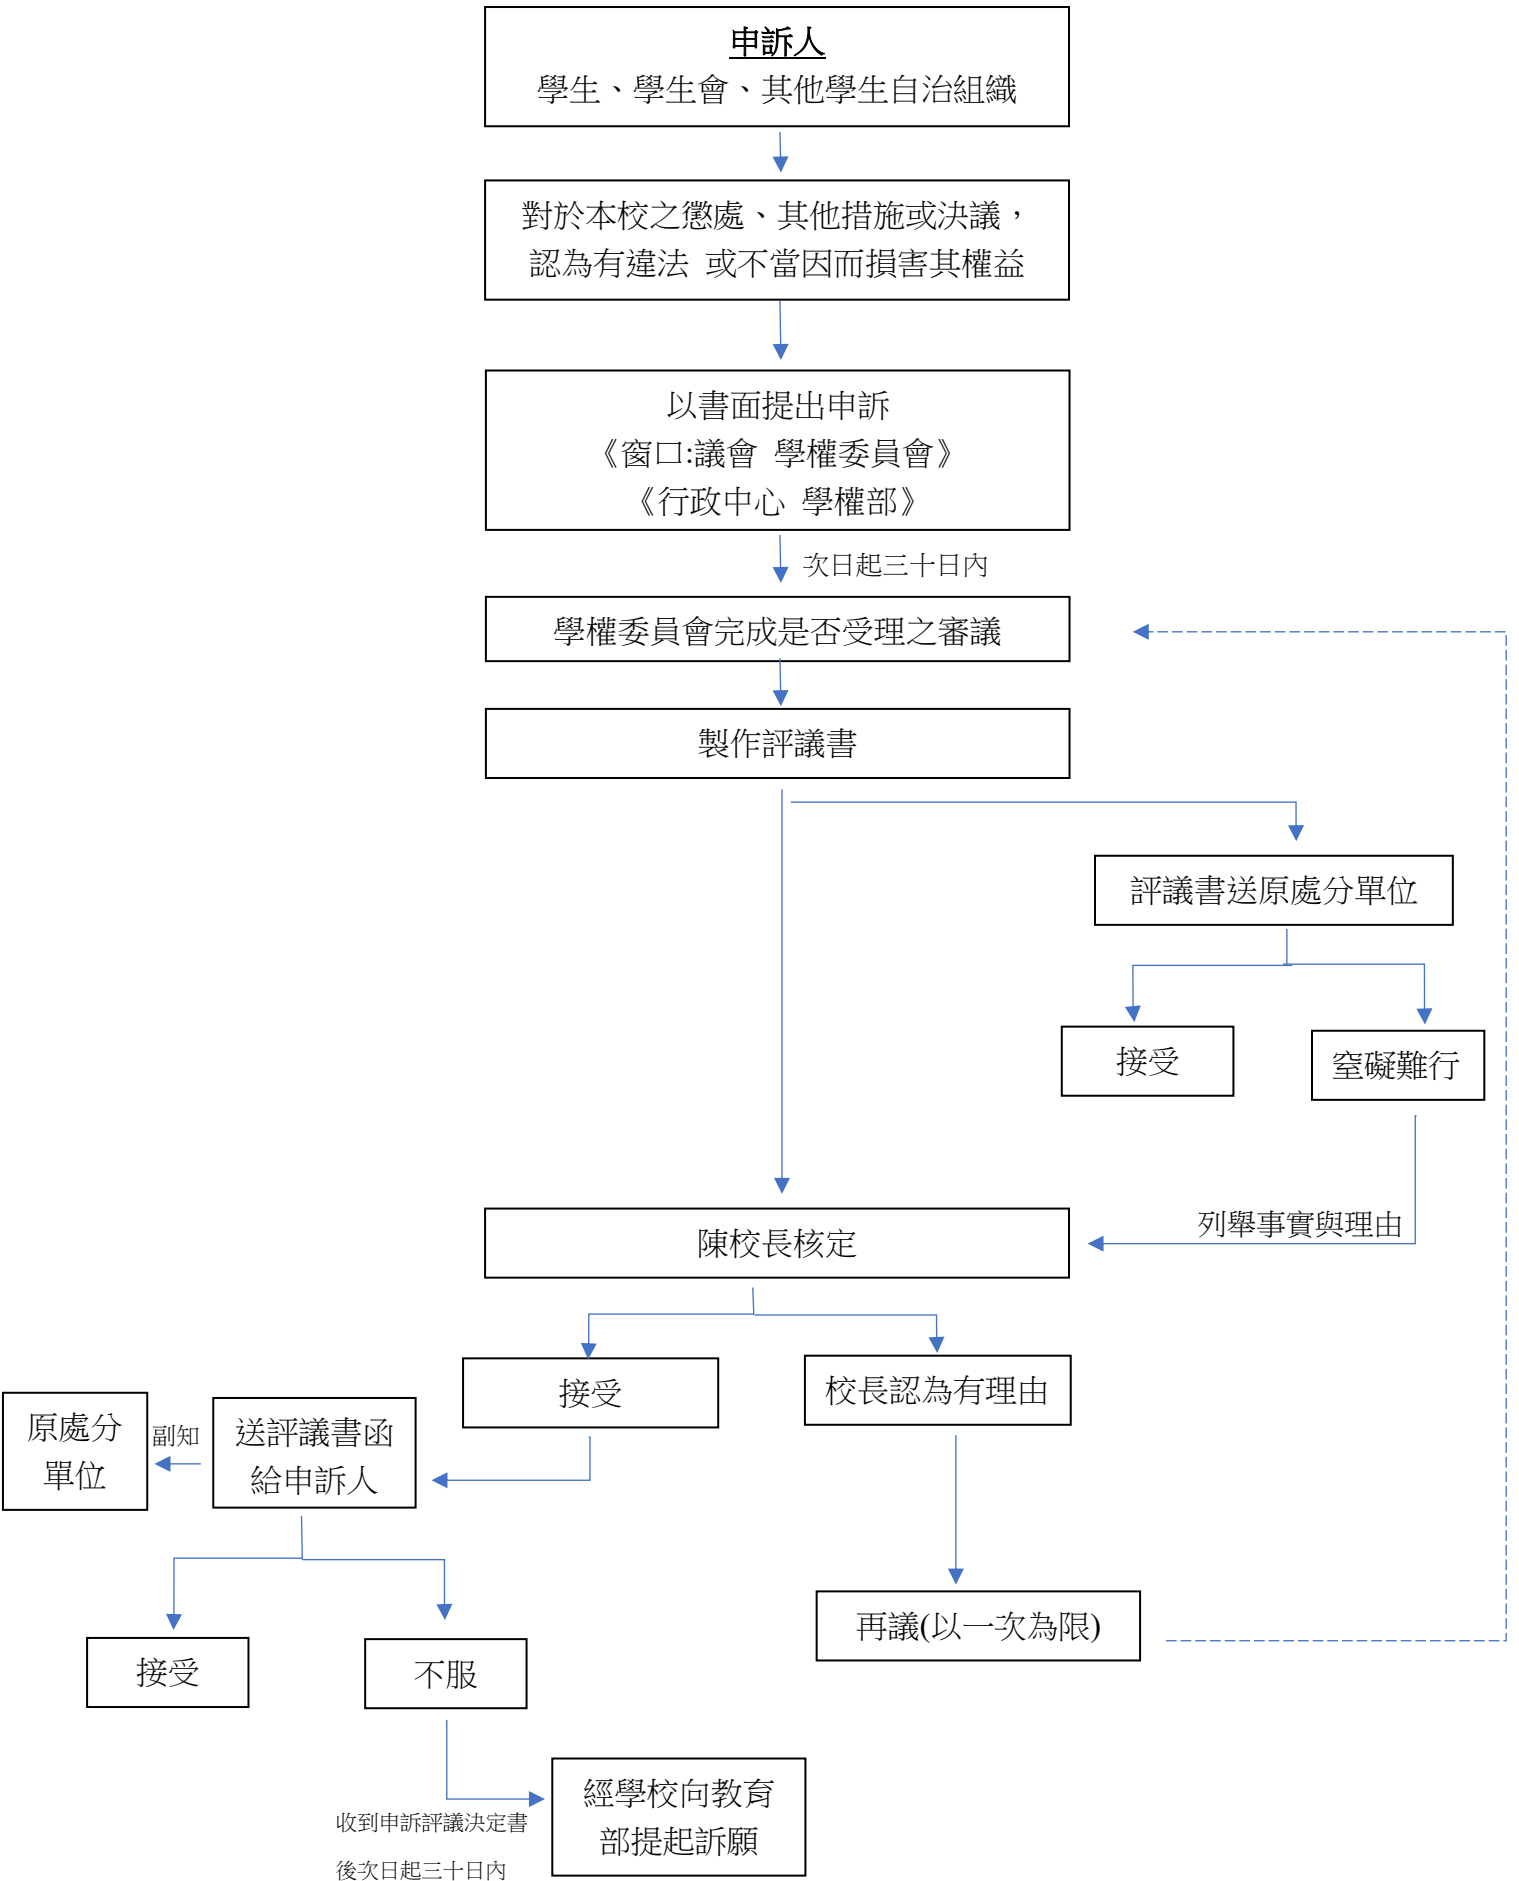 申訴人
學生、學生會、其他學生自治組織
對於本校之懲處、其他措施或決議，
認為有違法 或不當因而損害其權益
以書面提出申訴
《窗口:議會 學權委員會》
《行政中心 學權部》
次日起三十日內
學權委員會完成是否受理之審議
製作評議書
評議書送原處分單位
接受
窒礙難行
列舉事實與理由
陳校長核定
接受
校長認為有理由
原處分
單位
副知
送評議書函
給申訴人
再議(以一次為限)
接受
不服
收到申訴評議決定書
後次日起三十日內
經學校向教育
部提起訴願